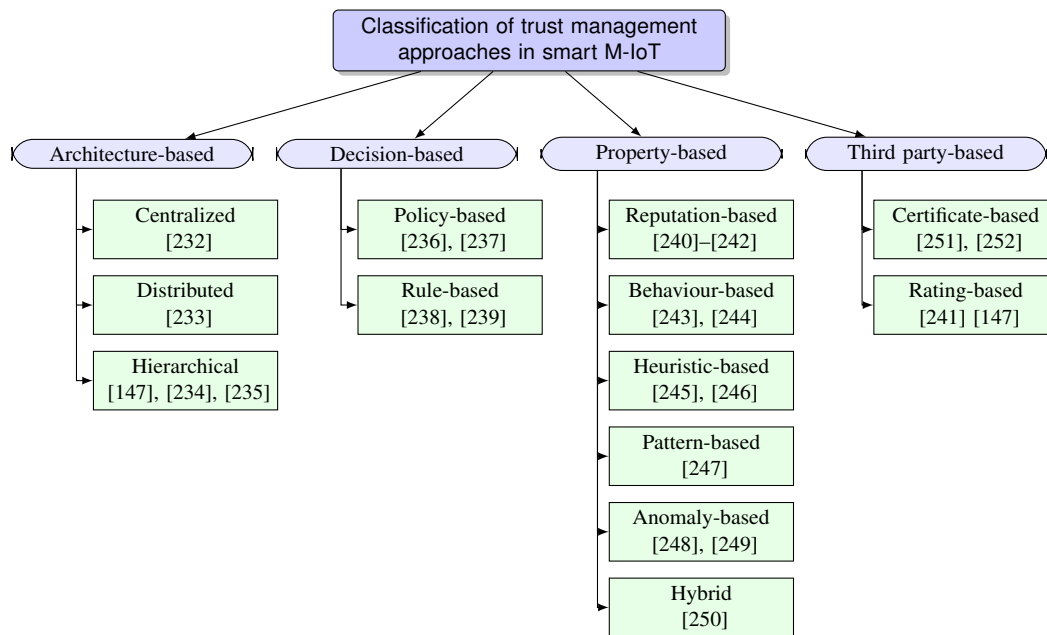 Classification of trust management
approaches in smart M-IoT
Architecture-based
Decision-based
Property-based
Third party-based
Centralized
[232]
Distributed
[233]
Hierarchical
[147], [234], [235]
Policy-based
[236], [237]
Rule-based
[238], [239]
Reputation-based
[240]–[242]
Behaviour-based
[243], [244]
Heuristic-based
[245], [246]
Pattern-based
[247]
Anomaly-based
[248], [249]
Hybrid
[250]
Certificate-based
[251], [252]
Rating-based
[241] [147]